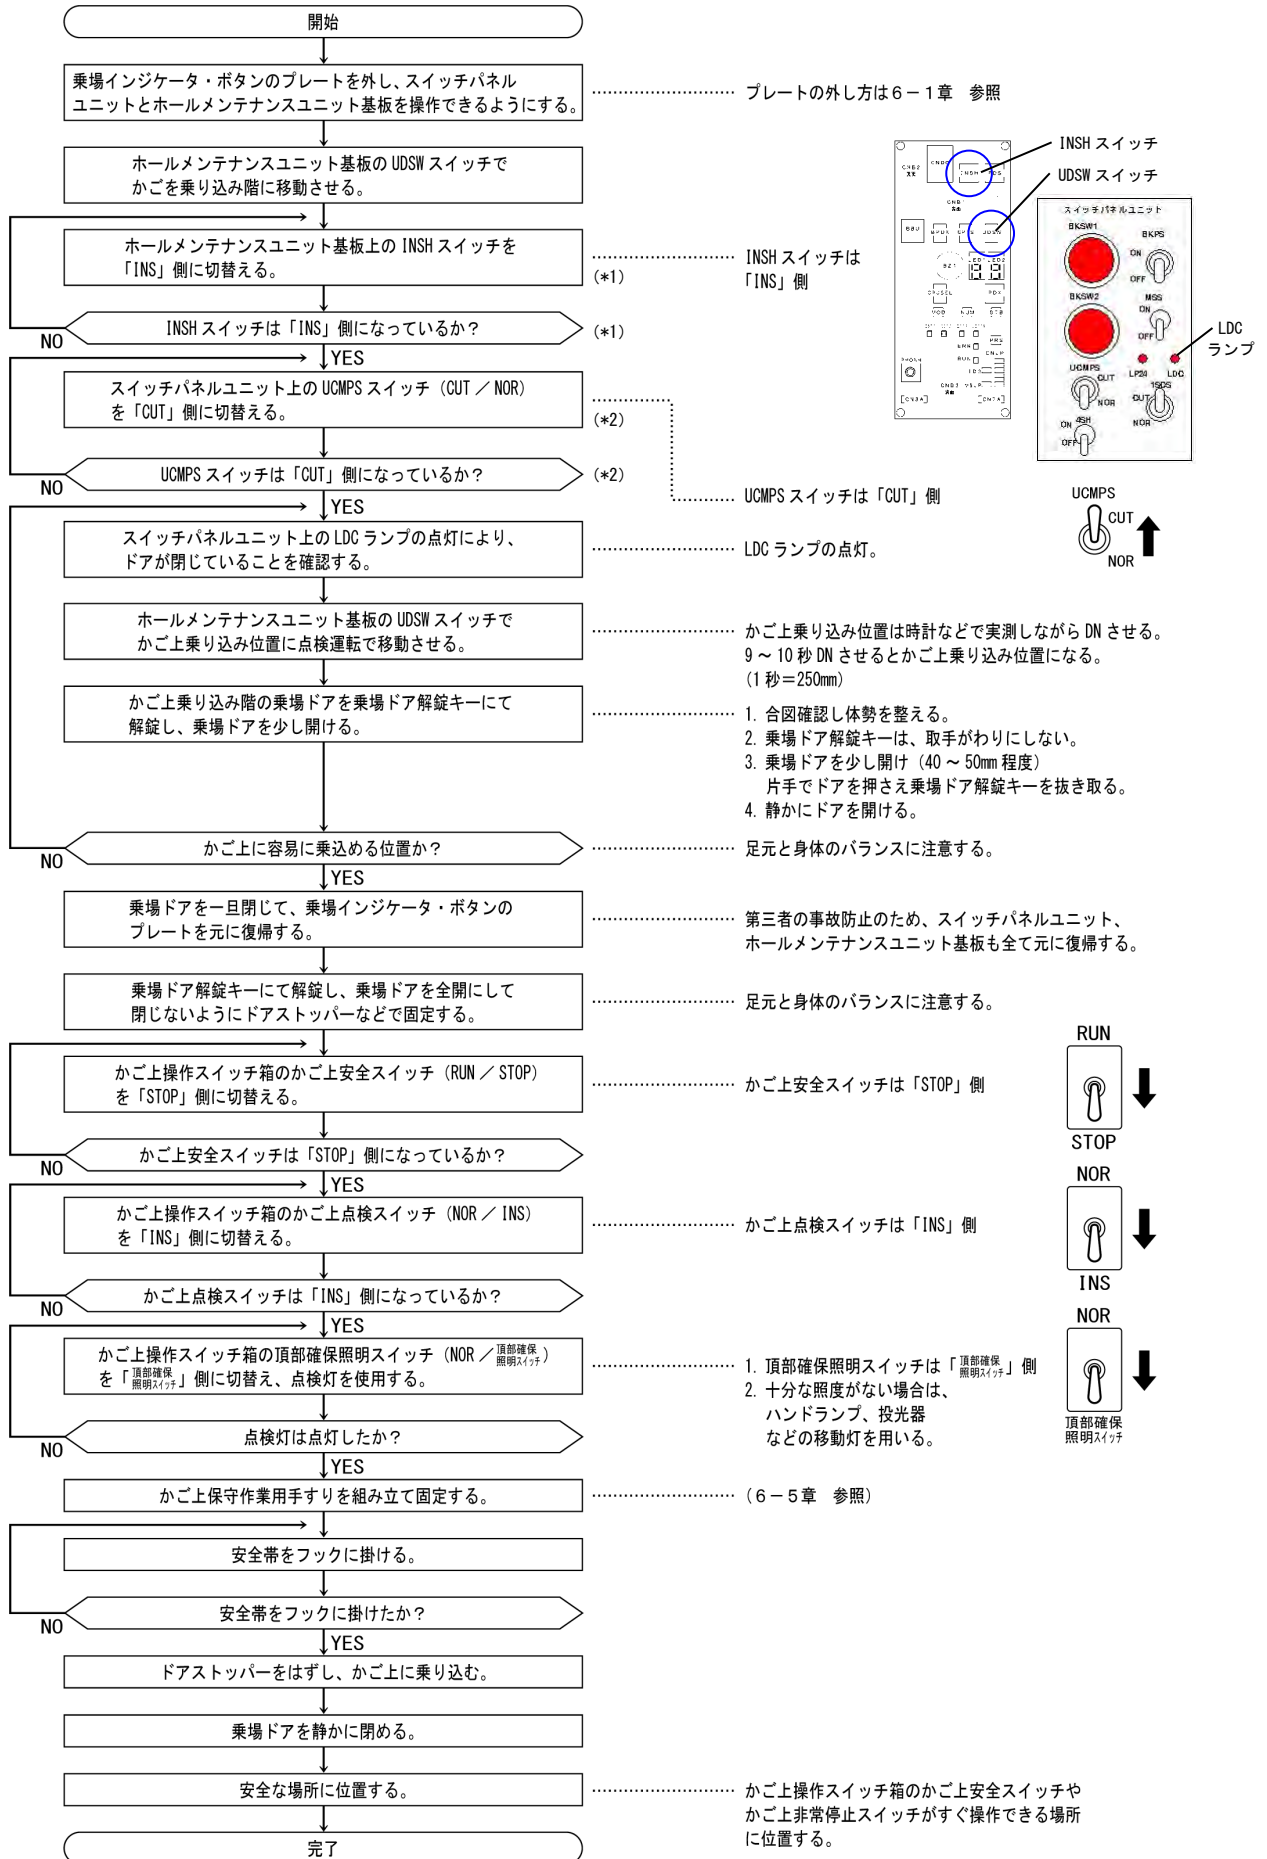 開始
乗場インジケータ・ボタンのプレートを外し、スイッチパネル
ユニットとホールメンテナンスユニット基板を操作できるようにする。
プレートの外し方は6－1章　参照
ホールメンテナンスユニット基板の UDSW スイッチで
かごを乗り込み階に移動させる。
ホールメンテナンスユニット基板上の INSH スイッチを
「INS」側に切替える。
(*1)
INSH スイッチは
「INS」側
INSH スイッチは「INS」側になっているか？
(*1)
NO
YES
INSH スイッチ
UDSW スイッチ
スイッチパネルユニット
BKSW1
BKPS
ON
OFF
BKSW2
MSS
ON
OFF
LP24
LDC
UCMPS
CUT
NOR
1SCS
CUT
NOR
ON
4SH
OFF
LDC
ランプ
スイッチパネルユニット上の UCMPS スイッチ（CUT ／ NOR）
を「CUT」側に切替える。
(*2)
UCMPS スイッチは「CUT」側になっているか？
(*2)
NO
YES
UCMPS スイッチは「CUT」側
UCMPS
CUT
NOR
スイッチパネルユニット上の LDC ランプの点灯により、
ドアが閉じていることを確認する。
LDC ランプの点灯。
ホールメンテナンスユニット基板の UDSW スイッチで
かご上乗り込み位置に点検運転で移動させる。
かご上乗り込み位置は時計などで実測しながら DN させる。
9 ～ 10 秒 DN させるとかご上乗り込み位置になる。
(1 秒＝250mm)
かご上乗り込み階の乗場ドアを乗場ドア解錠キーにて
解錠し、乗場ドアを少し開ける。
1. 合図確認し体勢を整える。
2. 乗場ドア解錠キーは、取手がわりにしない。
3. 乗場ドアを少し開け（40 ～ 50mm 程度）
片手でドアを押さえ乗場ドア解錠キーを抜き取る。
4. 静かにドアを開ける。
かご上に容易に乗込める位置か？
NO
YES
足元と身体のバランスに注意する。
乗場ドアを一旦閉じて、乗場インジケータ・ボタンの
プレートを元に復帰する。
第三者の事故防止のため、スイッチパネルユニット、
ホールメンテナンスユニット基板も全て元に復帰する。
乗場ドア解錠キーにて解錠し、乗場ドアを全開にして
閉じないようにドアストッパーなどで固定する。
足元と身体のバランスに注意する。
かご上操作スイッチ箱のかご上安全スイッチ（RUN ／ STOP）
を「STOP」側に切替える。
かご上安全スイッチは「STOP」側
RUN
STOP
かご上安全スイッチは「STOP」側になっているか？
NO
YES
かご上操作スイッチ箱のかご上点検スイッチ（NOR ／ INS）
を「INS」側に切替える。
かご上点検スイッチは「INS」側
NOR
INS
かご上点検スイッチは「INS」側になっているか？
NO
YES
かご上操作スイッチ箱の頂部確保照明スイッチ（NOR ／ 頂部確保照明スイッチ）
を「頂部確保照明スイッチ」側に切替え、点検灯を使用する。
1. 頂部確保照明スイッチは「頂部確保照明スイッチ」側
2. 十分な照度がない場合は、
ハンドランプ、投光器
などの移動灯を用いる。
NOR
頂部確保
照明スイッチ
点検灯は点灯したか？
NO
YES
かご上保守作業用手すりを組み立て固定する。
（6－5章　参照）
安全帯をフックに掛ける。
安全帯をフックに掛けたか？
NO
YES
ドアストッパーをはずし、かご上に乗り込む。
乗場ドアを静かに閉める。
安全な場所に位置する。
かご上操作スイッチ箱のかご上安全スイッチや
かご上非常停止スイッチがすぐ操作できる場所
に位置する。
完了